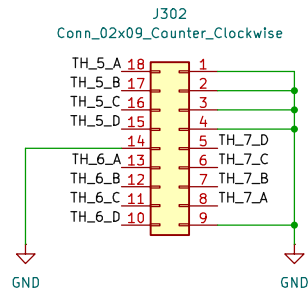 J302
Conn_02x09_Counter_Clockwise
TH_5_A 18 1
TH_5_B 17 2
TH_5_C 16 3
TH_5_D 15 4
14 5 TH_7_D
TH_6_A 13 6 TH_7_C
TH_6_B 12 7 TH_7_B
TH_6_C 11 8 TH_7_A
TH_6_D 10 9
GND GND